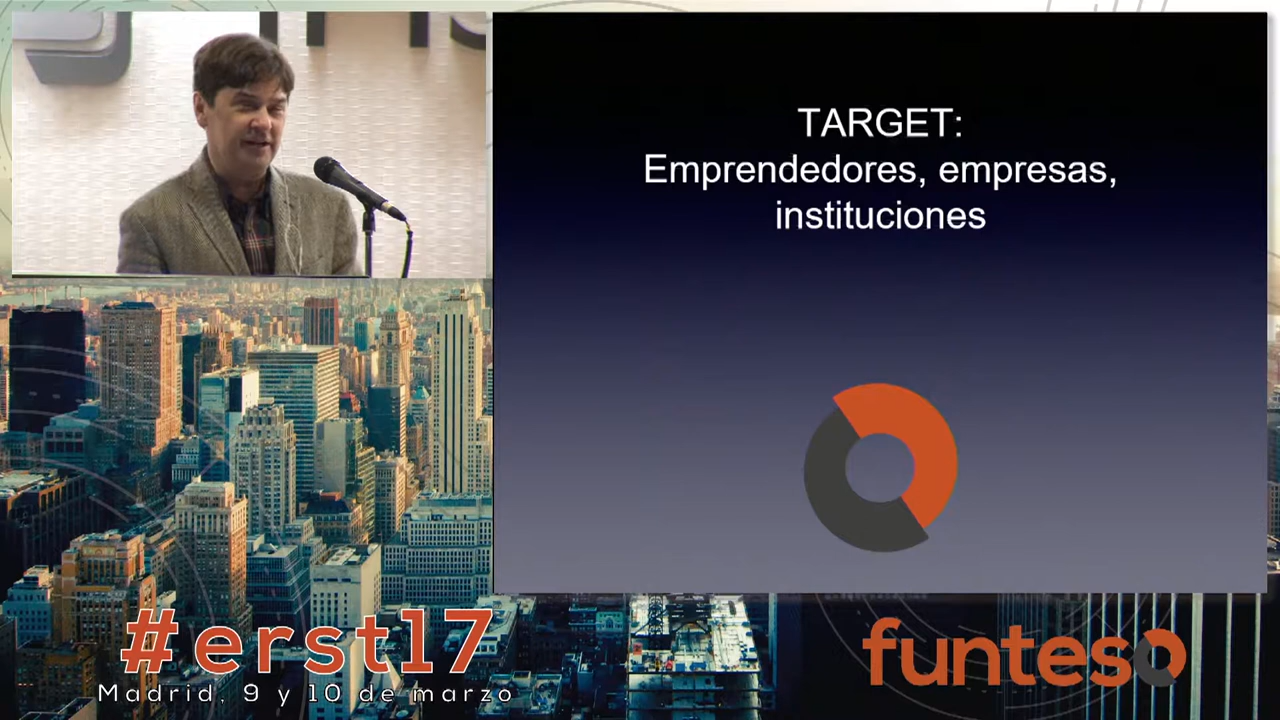 TARGET:
Emprendedores, empresas,
instituciones
#erst17
Madrid, 9 y 10 de marzo
funteso